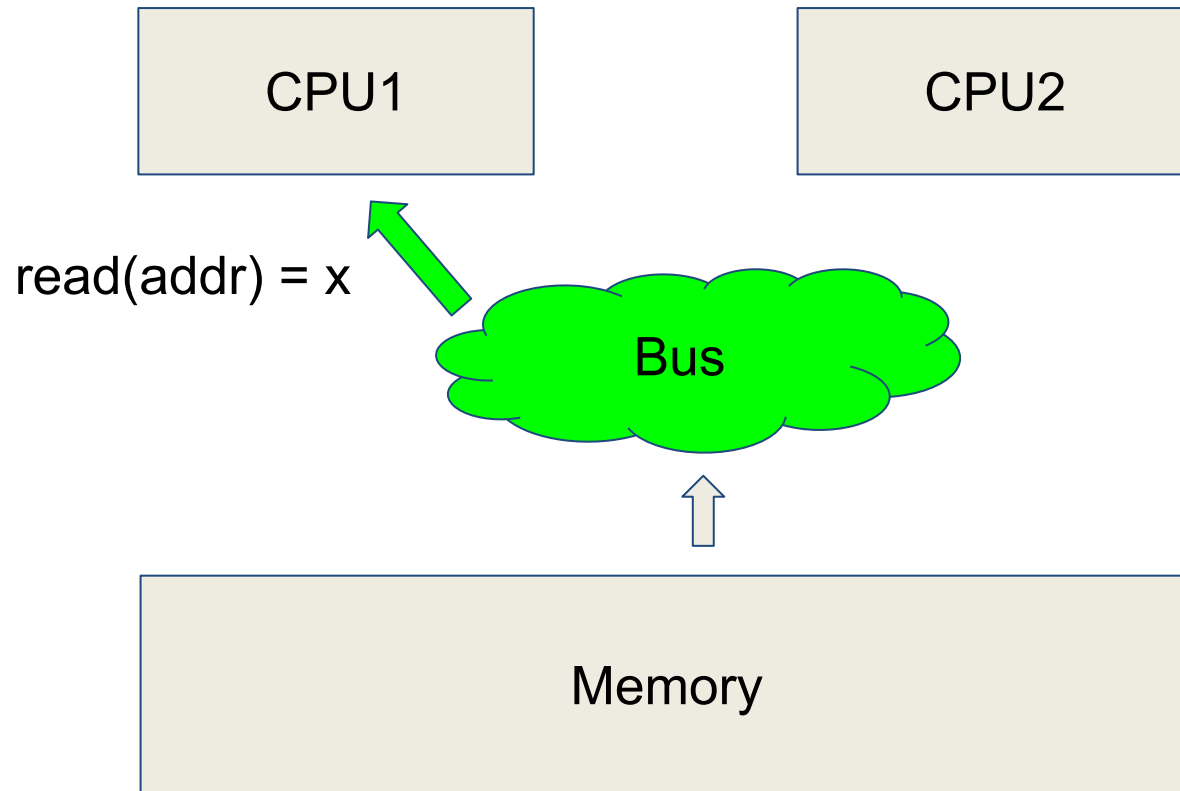 CPU1
CPU2
read(addr) = x
Bus
Memory